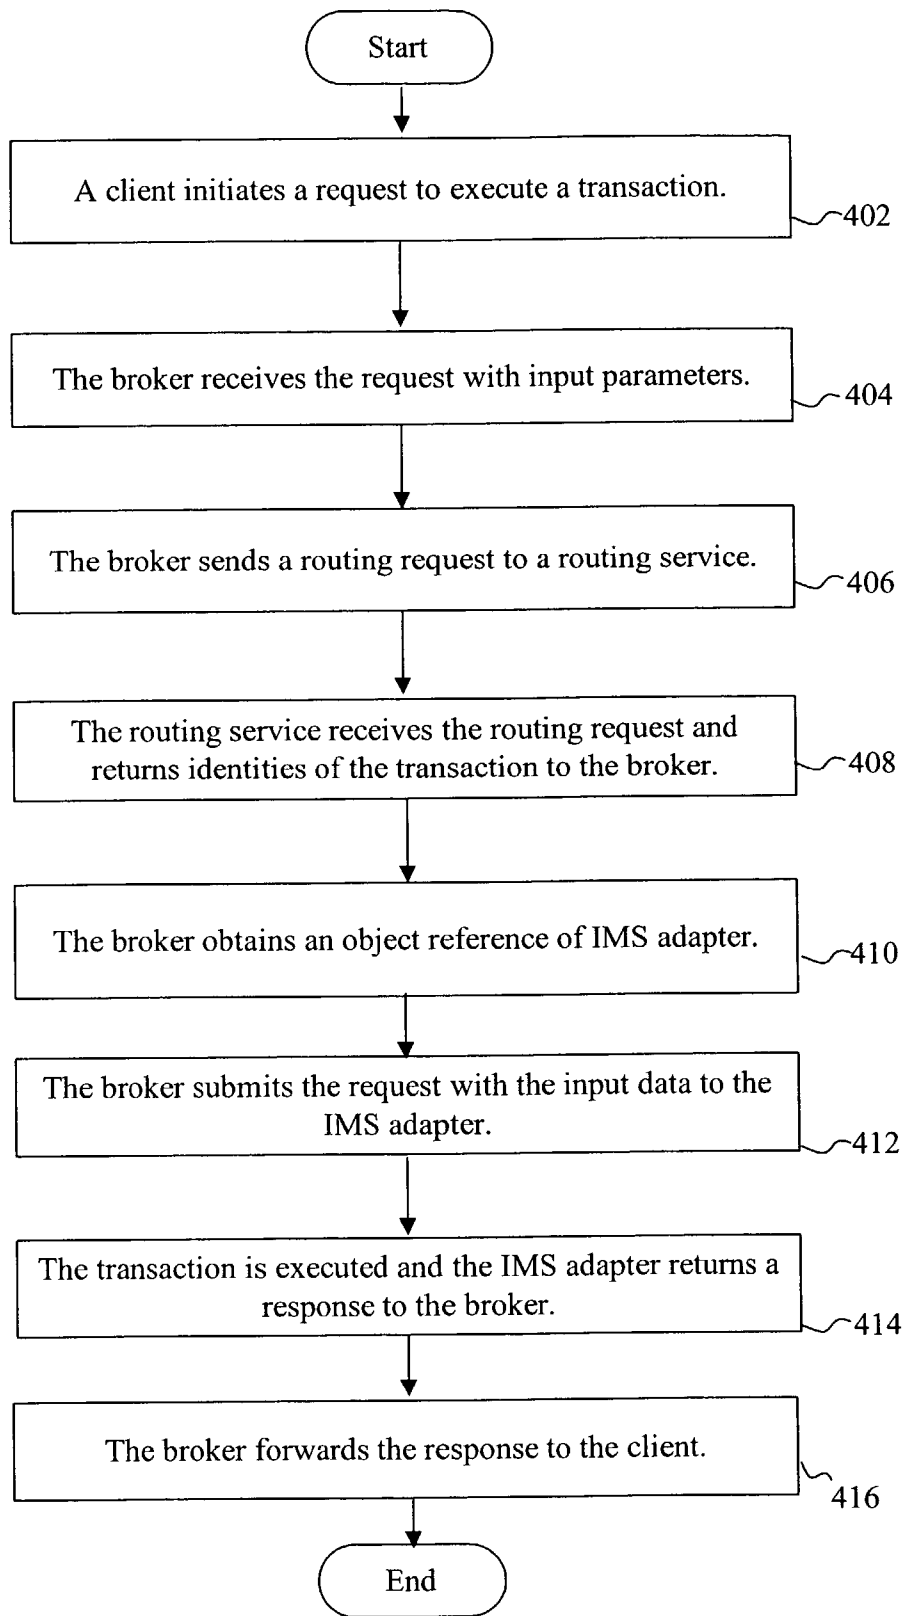 Start
A client initiates a request to execute a transaction.
402
The broker receives the request with input parameters.
404
The broker sends a routing request to a routing service.
406
The routing service receives the routing request and
returns identities of the transaction to the broker.
408
The broker obtains an object reference of IMS adapter.
410
The broker submits the request with the input data to the
IMS adapter.
412
The transaction is executed and the IMS adapter returns a
response to the broker.
414
The broker forwards the response to the client.
416
End